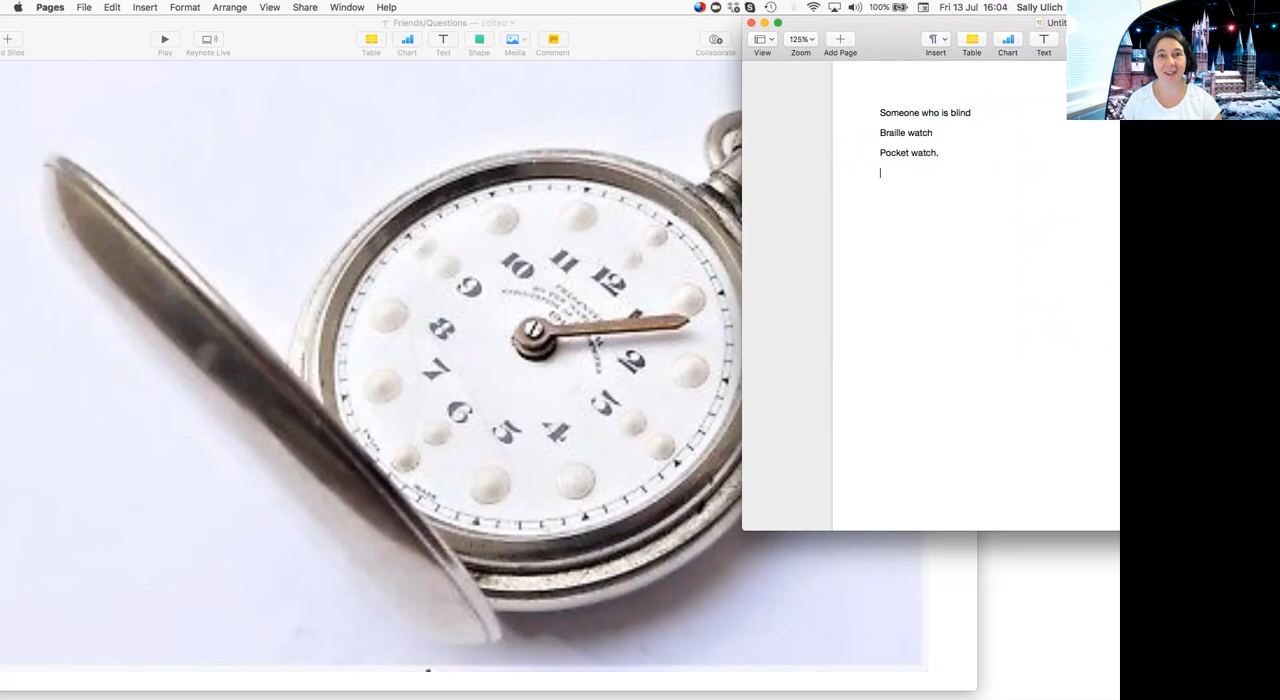 Pages File Edit Insert Format Arrange View Share Window Help 100% Fri 13 Jul 16:04 Sally Ulich
Friends/Questions — Edited
Play Keynote Live Table Chart Text Shape Media Comment Collaborate
125%
View Zoom Add Page Insert Table Chart Text
Someone who is blind
Braille watch
Pocket watch.
10 11 12
9
8 2
7
6 5 4